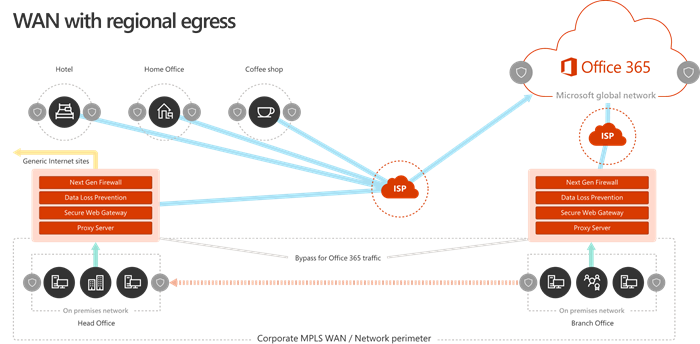 WAN with regional egress
Hotel
Home Office
Coffee shop
Office 365
Microsoft global network
ISP
Generic Internet sites
Next Gen Firewall
Data Loss Prevention
Secure Web Gateway
Proxy Server
ISP
Next Gen Firewall
Data Loss Prevention
Secure Web Gateway
Proxy Server
Bypass for Office 365 traffic
On premises network
Head Office
On premises network
Branch Office
Corporate MPLS WAN / Network perimeter